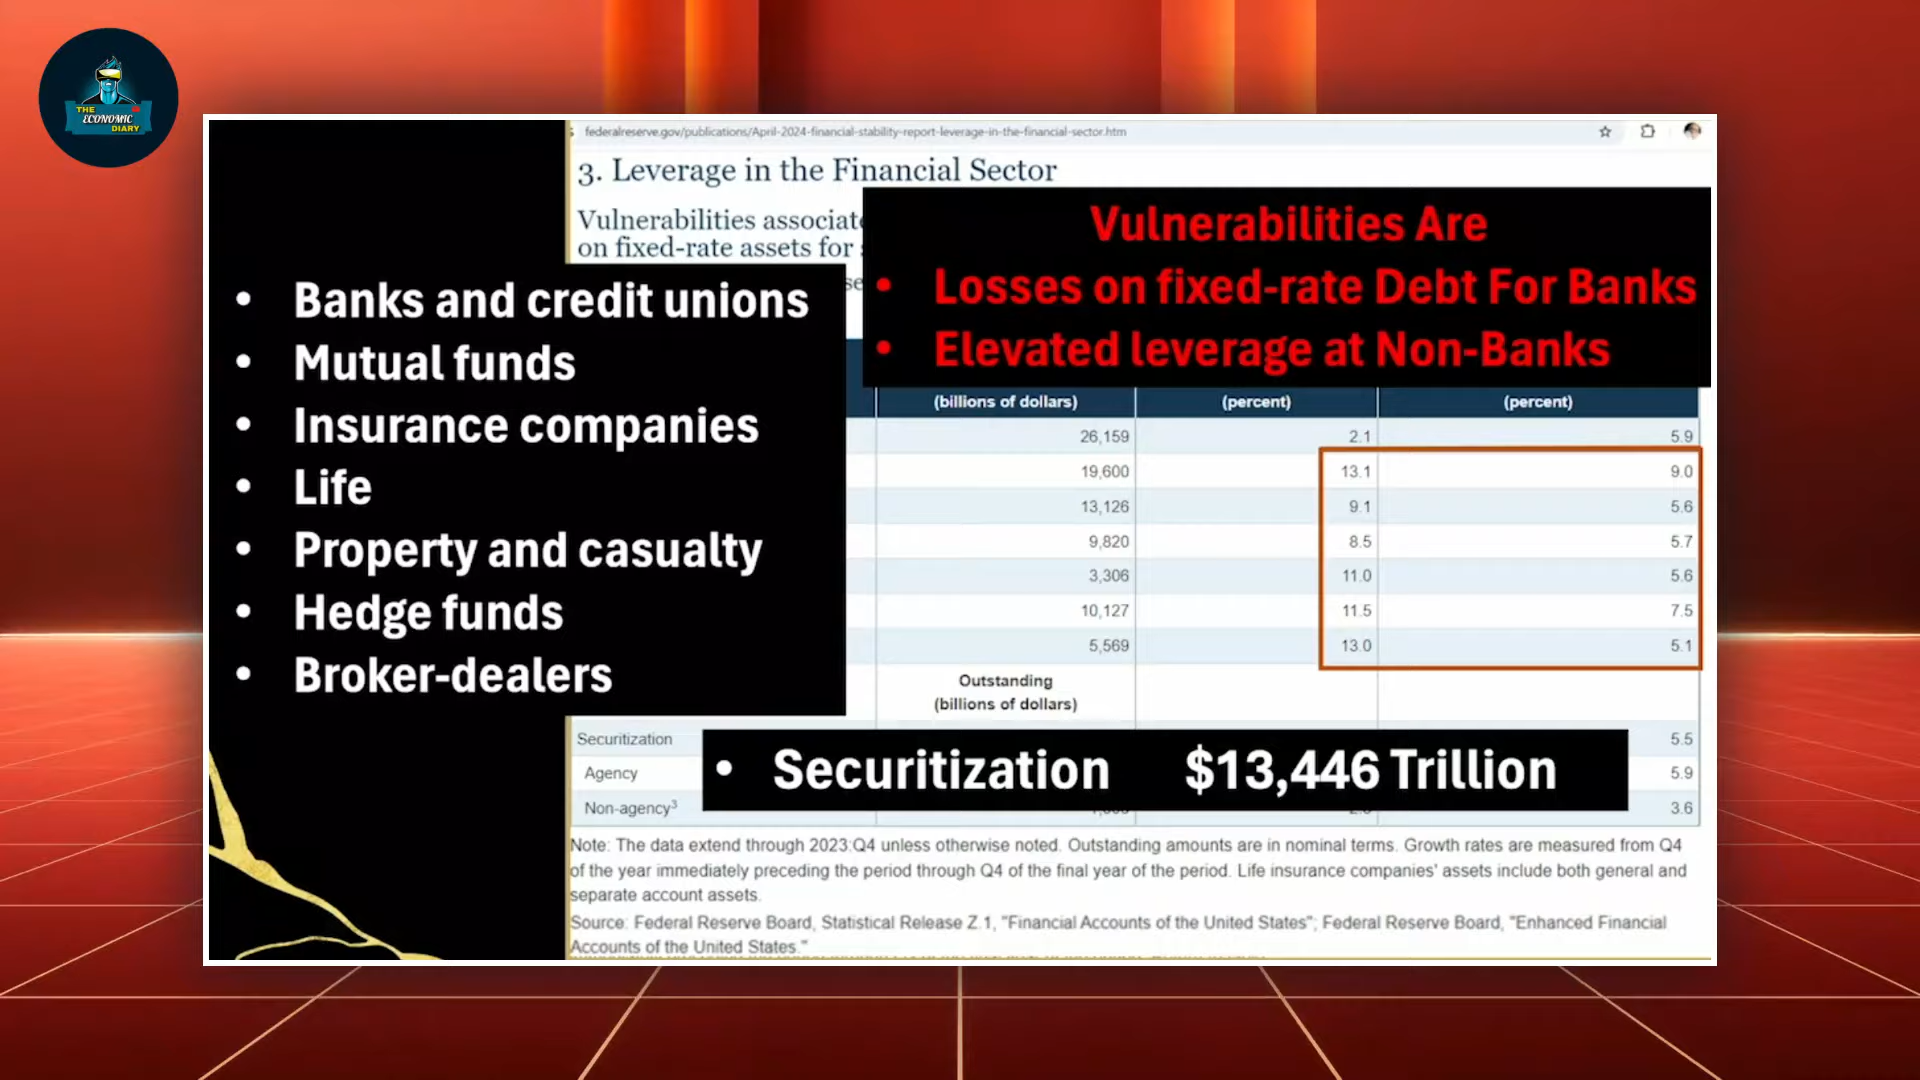 THE
ECONOMIC
DIARY
federalreserve.gov/publications/April-2024-financial-stability-report-leverage-in-the-financial-sector.htm
3. Leverage in the Financial Sector
Vulnerabilities associate
on fixed-rate assets for
se
Vulnerabilities Are
• Losses on fixed-rate Debt For Banks
• Elevated leverage at Non-Banks
• Banks and credit unions
• Mutual funds
• Insurance companies
• Life
• Property and casualty
• Hedge funds
• Broker-dealers
(billions of dollars) (percent) (percent)
26,159 2.1 5.9
19,600 13.1 9.0
13,126 9.1 5.6
9,820 8.5 5.7
3,306 11.0 5.6
10,127 11.5 7.5
5,569 13.0 5.1
Outstanding
(billions of dollars)
Securitization 5.5
Agency 5.9
Non-agency³ 3.6
• Securitization $13,446 Trillion
Note: The data extend through 2023:Q4 unless otherwise noted. Outstanding amounts are in nominal terms. Growth rates are measured from Q4
of the year immediately preceding the period through Q4 of the final year of the period. Life insurance companies' assets include both general and
separate account assets.
Source: Federal Reserve Board, Statistical Release Z.1, "Financial Accounts of the United States"; Federal Reserve Board, "Enhanced Financial
Accounts of the United States."